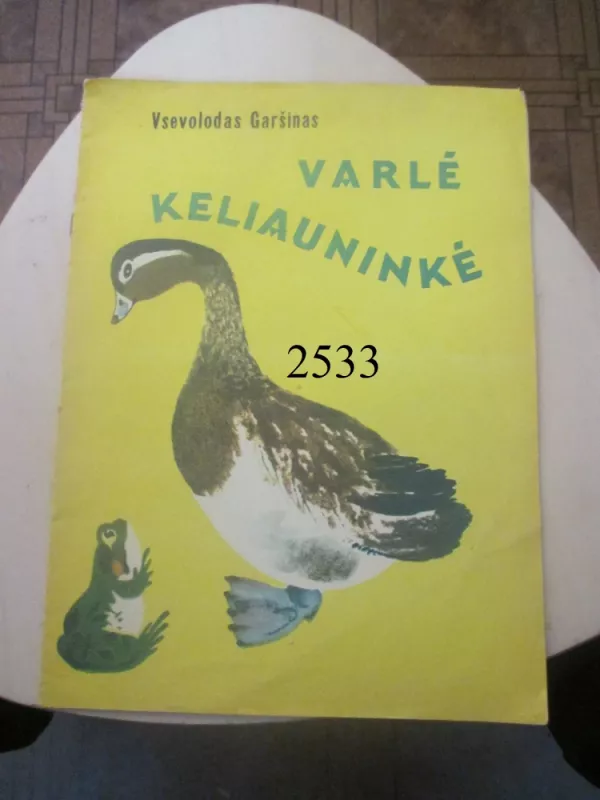 Vsevolodas Garšinas
VARLĖ
KELIAUNINKĖ
2533